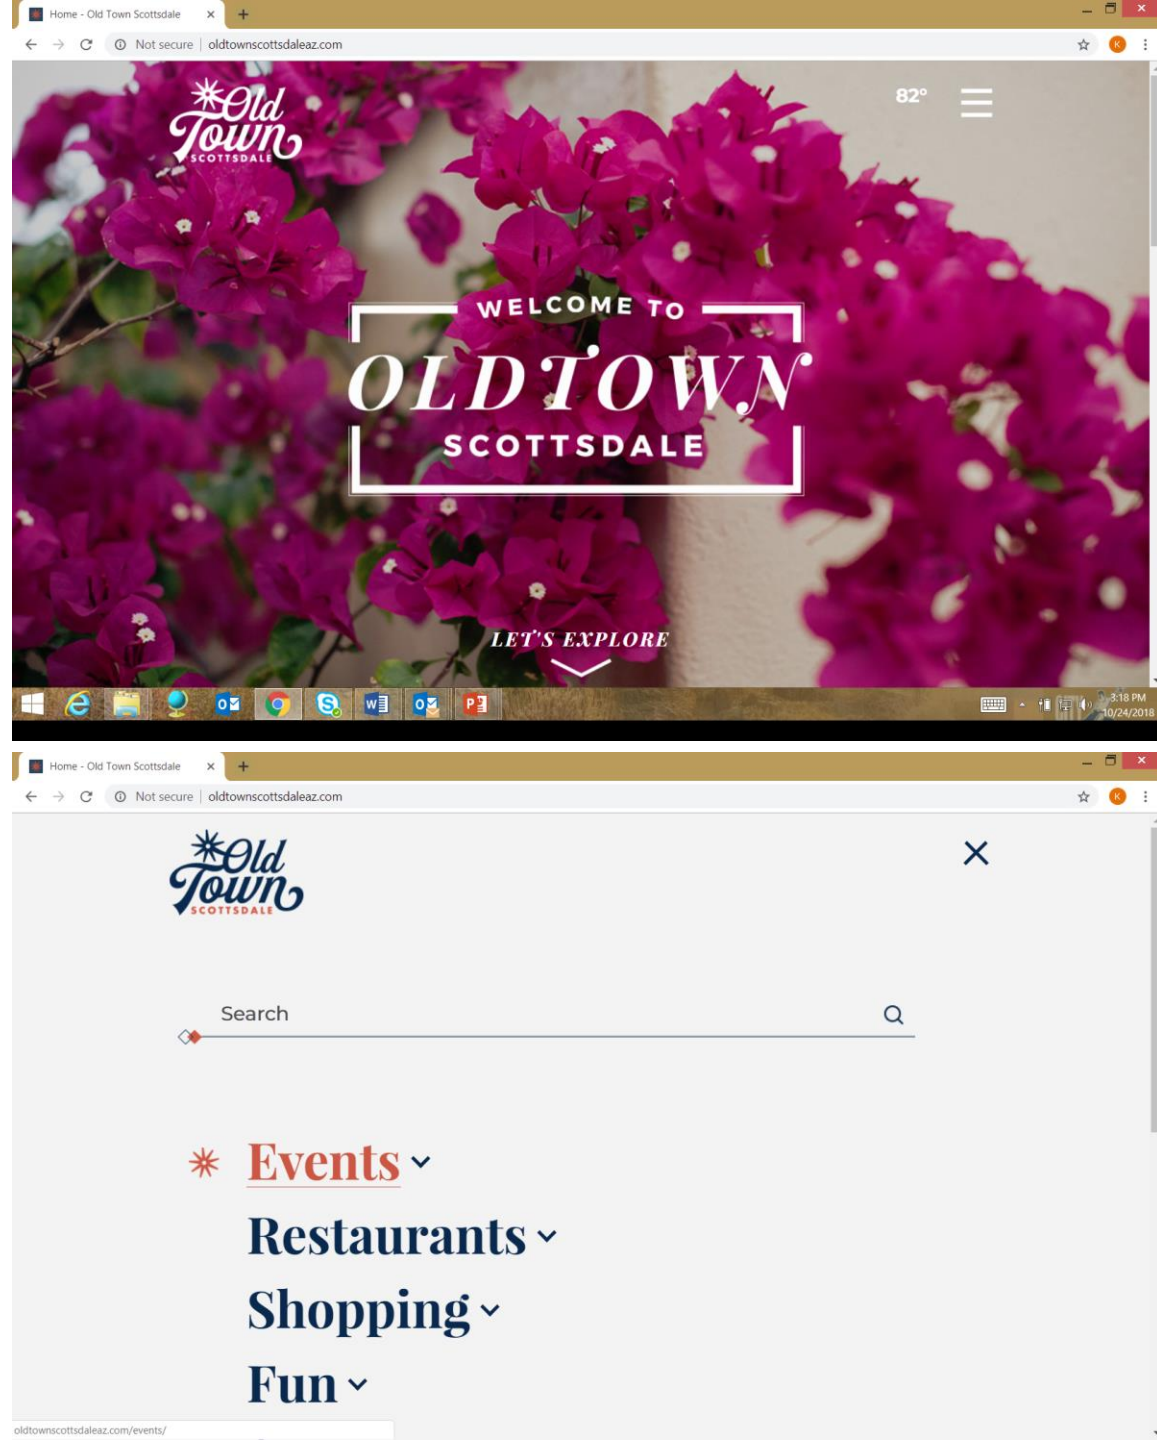 Home - Old Town Scottsdale
Not secure | oldtownscottsdaleaz.com
K
Old
Town
SCOTTSDALE
82°
WELCOME TO
OLDTOWN
SCOTTSDALE
LET'S EXPLORE
3:18 PM
10/24/2018
Home - Old Town Scottsdale
Not secure | oldtownscottsdaleaz.com
K
Old
Town
SCOTTSDALE
Search
Events
Restaurants
Shopping
Fun
oldtownscottsdaleaz.com/events/